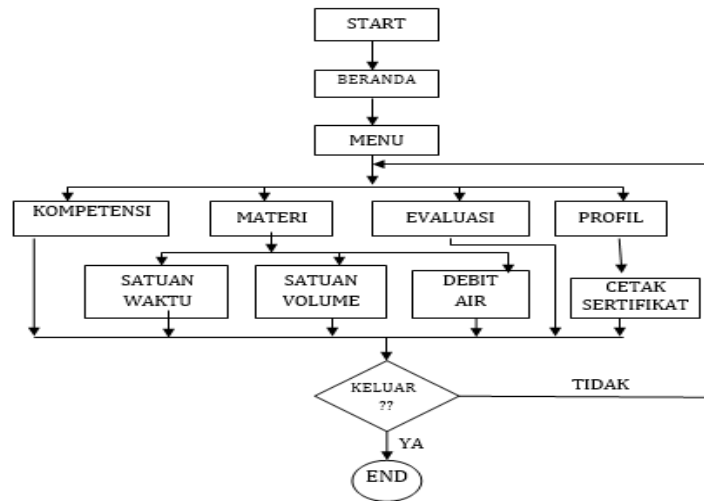 START
BERANDA
MENU
KOMPETENSI
MATERI
EVALUASI
PROFIL
SATUAN
WAKTU
SATUAN
VOLUME
DEBIT
AIR
CETAK
SERTIFIKAT
KELUAR
??
TIDAK
YA
END